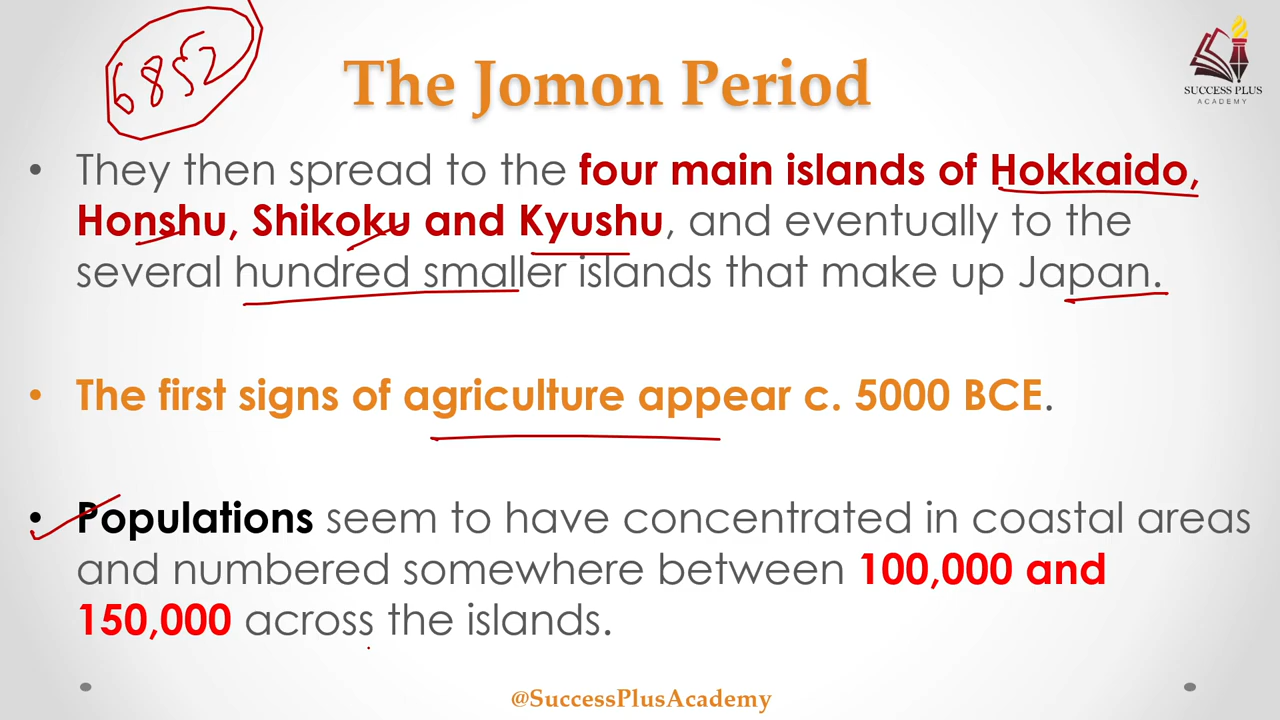 6852
The Jomon Period
SUCCESS PLUS
ACADEMY
• They then spread to the four main islands of Hokkaido,
Honshu, Shikoku and Kyushu, and eventually to the
several hundred smaller islands that make up Japan.
• The first signs of agriculture appear c. 5000 BCE.
• Populations seem to have concentrated in coastal areas
and numbered somewhere between 100,000 and
150,000 across the islands.
@SuccessPlusAcademy